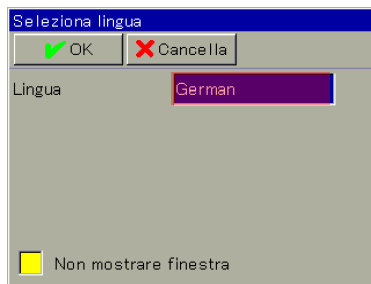 Seleziona lingua
OK Cancella
Lingua German
Non mostrare finestra